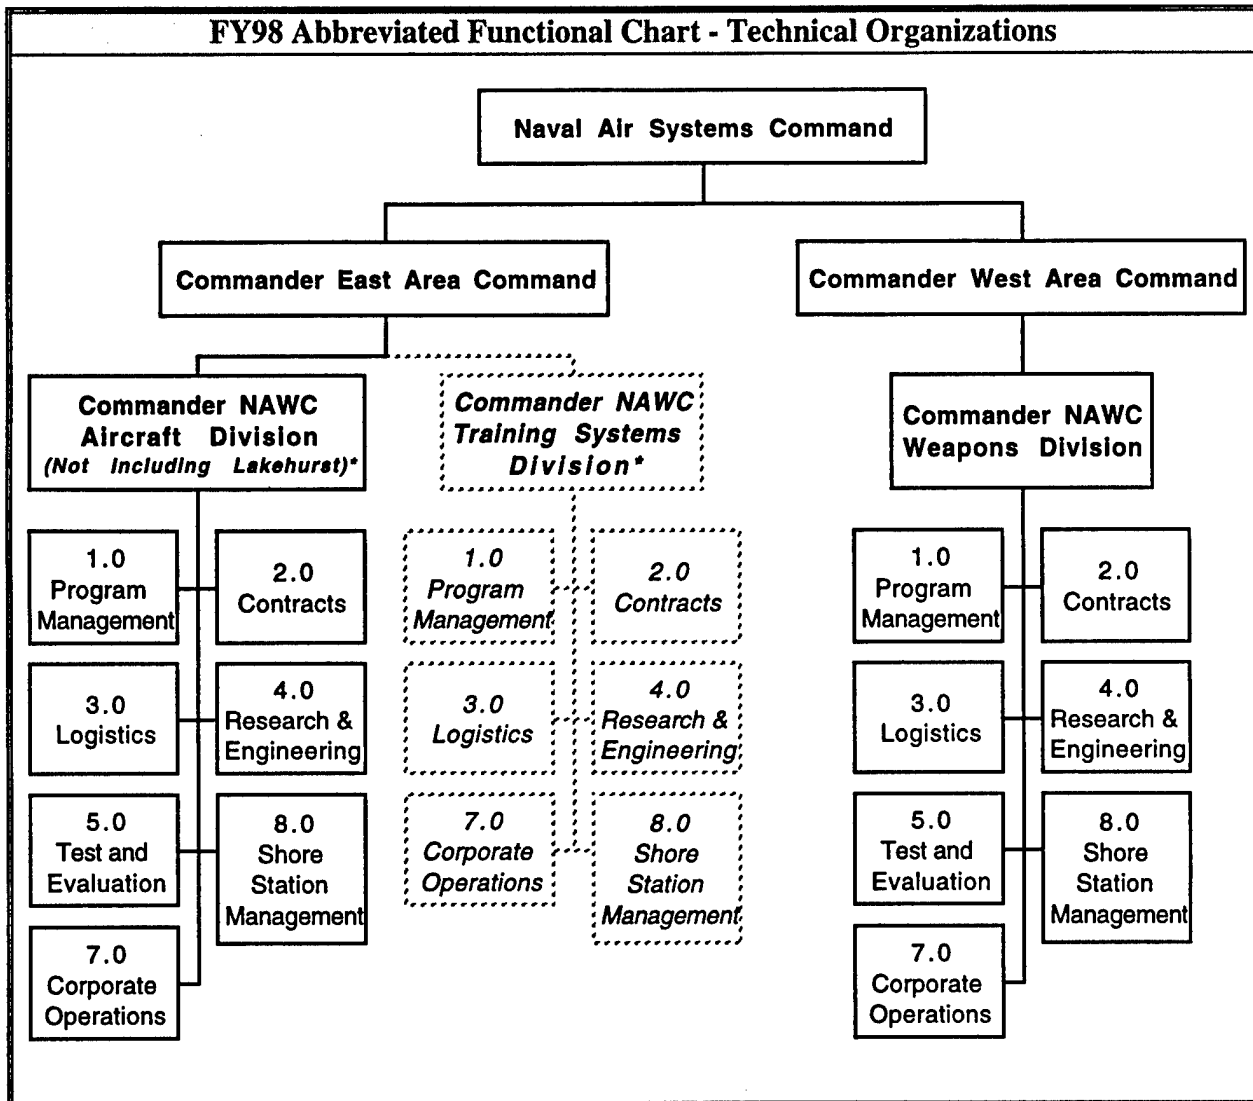 FY98 Abbreviated Functional Chart - Technical Organizations
Naval Air Systems Command
Commander East Area Command
Commander West Area Command
Commander NAWC
Aircraft Division
(Not Including Lakehurst)*
Commander NAWC
Training Systems
Division*
Commander NAWC
Weapons Division
1.0
Program
Management
2.0
Contracts
3.0
Logistics
4.0
Research &
Engineering
5.0
Test and
Evaluation
8.0
Shore
Station
Management
7.0
Corporate
Operations
1.0
Program
Management
2.0
Contracts
3.0
Logistics
4.0
Research &
Engineering
7.0
Corporate
Operations
8.0
Shore
Station
Management
1.0
Program
Management
2.0
Contracts
3.0
Logistics
4.0
Research &
Engineering
5.0
Test and
Evaluation
8.0
Shore
Station
Management
7.0
Corporate
Operations